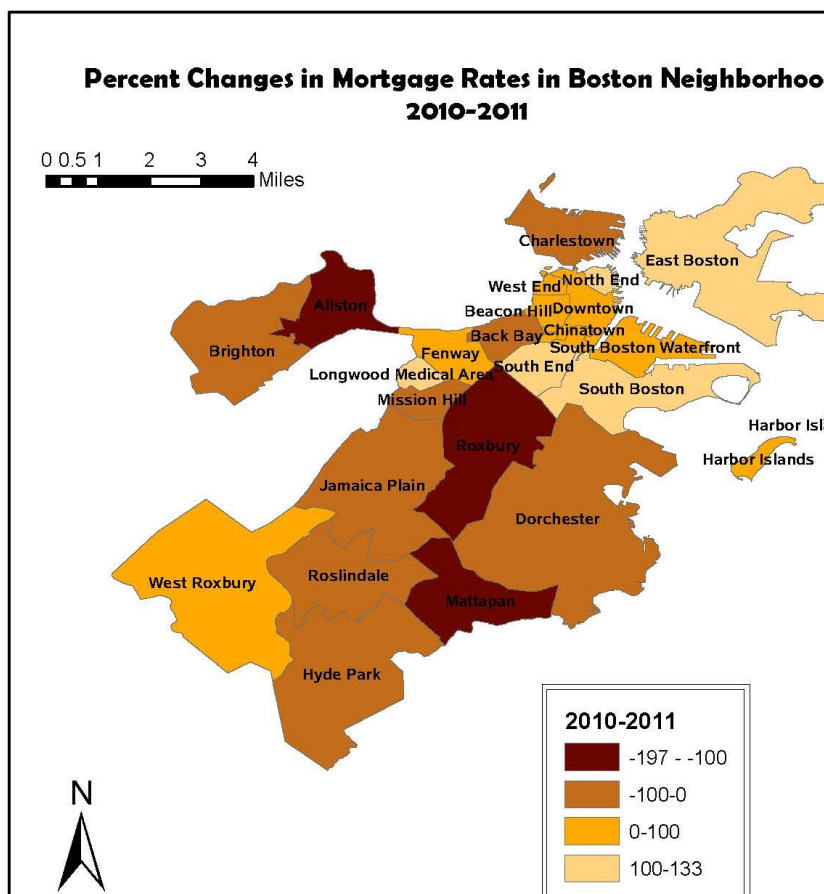 Percent Changes in Mortgage Rates in Boston Neighborhoo
2010-2011
0 0.5 1 2 3 4
Miles
Charlestown
East Boston
West End
North End
Allston
Beacon Hill
Downtown
Chinatown
Back Bay
Brighton
Fenway
South Boston Waterfront
South End
Longwood Medical Area
South Boston
Mission Hill
Harbor Isla
Roxbury
Harbor Islands
Jamaica Plain
Dorchester
West Roxbury
Roslindale
Mattapan
Hyde Park
2010-2011
-197 - -100
-100-0
0-100
100-133
N